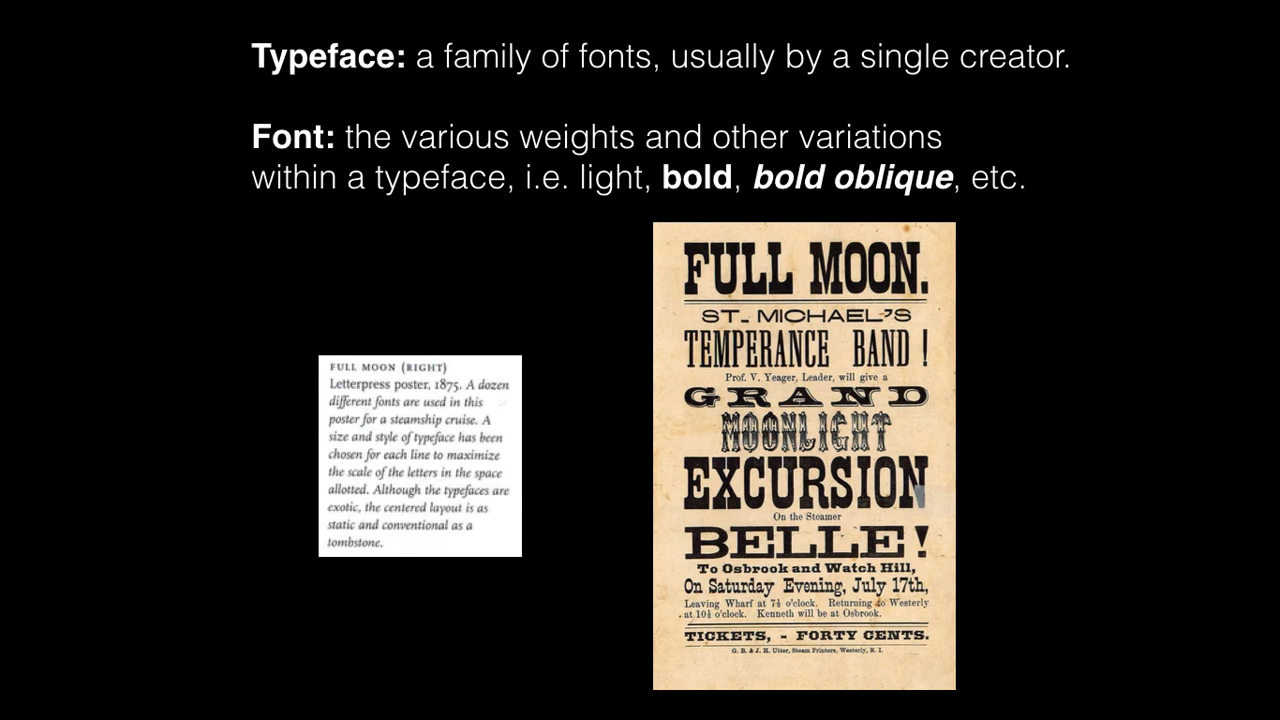 Typeface: a family of fonts, usually by a single creator.
Font: the various weights and other variations
within a typeface, i.e. light, bold, bold oblique, etc.
FULL MOON (RIGHT)
Letterpress poster, 1875. A dozen
different fonts are used in this
poster for a steamship cruise. A
size and style of typeface has been
chosen for each line to maximize
the scale of the letters in the space
allotted. Although the typefaces are
exotic, the centered layout is as
static and conventional as a
tombstone.
FULL MOON.
ST. MICHAEL'S
TEMPERANCE BAND!
Prof. V. Yeager, Leader, will give a
GRAND
MOONLIGHT
EXCURSION
On the Steamer
BELLE!
To Osbrook and Watch Hill,
On Saturday Evening, July 17th,
Leaving Wharf at 7½ o'clock. Returning to Westerly
at 10½ o'clock. Kenneth will be at Osbrook.
TICKETS, - FORTY CENTS.
G. B. & J. H. Utter, Steam Printers, Westerly, R. I.